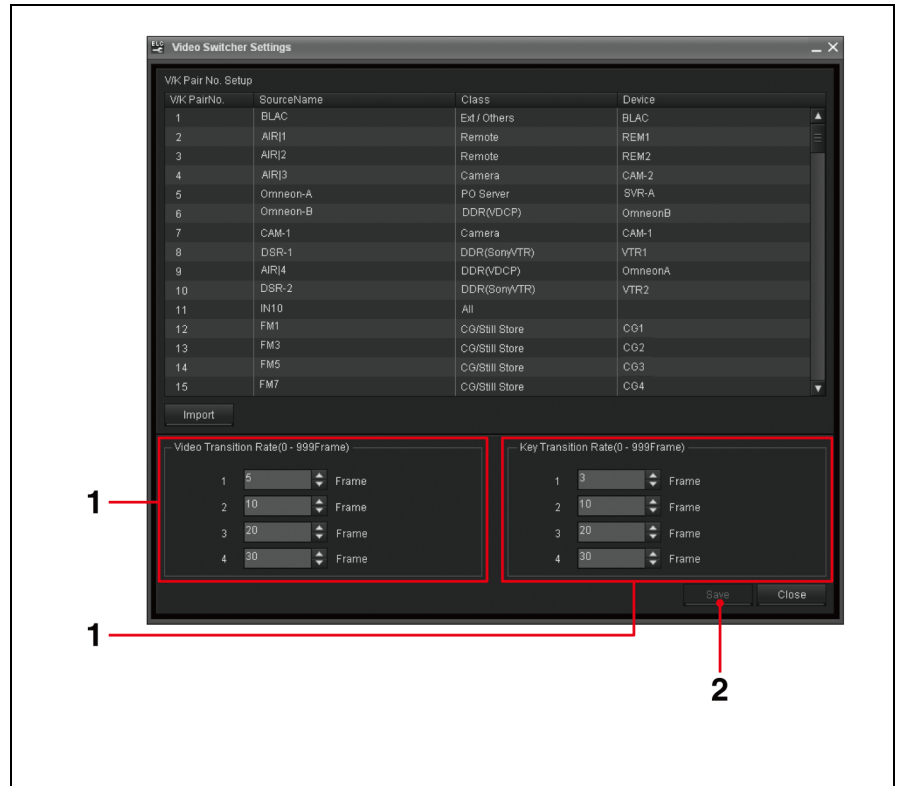 ELC Video Switcher Settings
V/K Pair No. Setup
V/K PairNo. SourceName Class Device
1 BLAC Ext / Others BLAC
2 AIR|1 Remote REM1
3 AIR|2 Remote REM2
4 AIR|3 Camera CAM-2
5 Omneon-A PO Server SVR-A
6 Omneon-B DDR(VDCP) OmneonB
7 CAM-1 Camera CAM-1
8 DSR-1 DDR(SonyVTR) VTR1
9 AIR|4 DDR(VDCP) OmneonA
10 DSR-2 DDR(SonyVTR) VTR2
11 IN10 All
12 FM1 CG/Still Store CG1
13 FM3 CG/Still Store CG2
14 FM5 CG/Still Store CG3
15 FM7 CG/Still Store CG4
Import
Video Transition Rate(0 - 999Frame) Key Transition Rate(0 - 999Frame)
1 5 Frame 1 3 Frame
2 10 Frame 2 10 Frame
3 20 Frame 3 20 Frame
4 30 Frame 4 30 Frame
1
Save Close
1
2